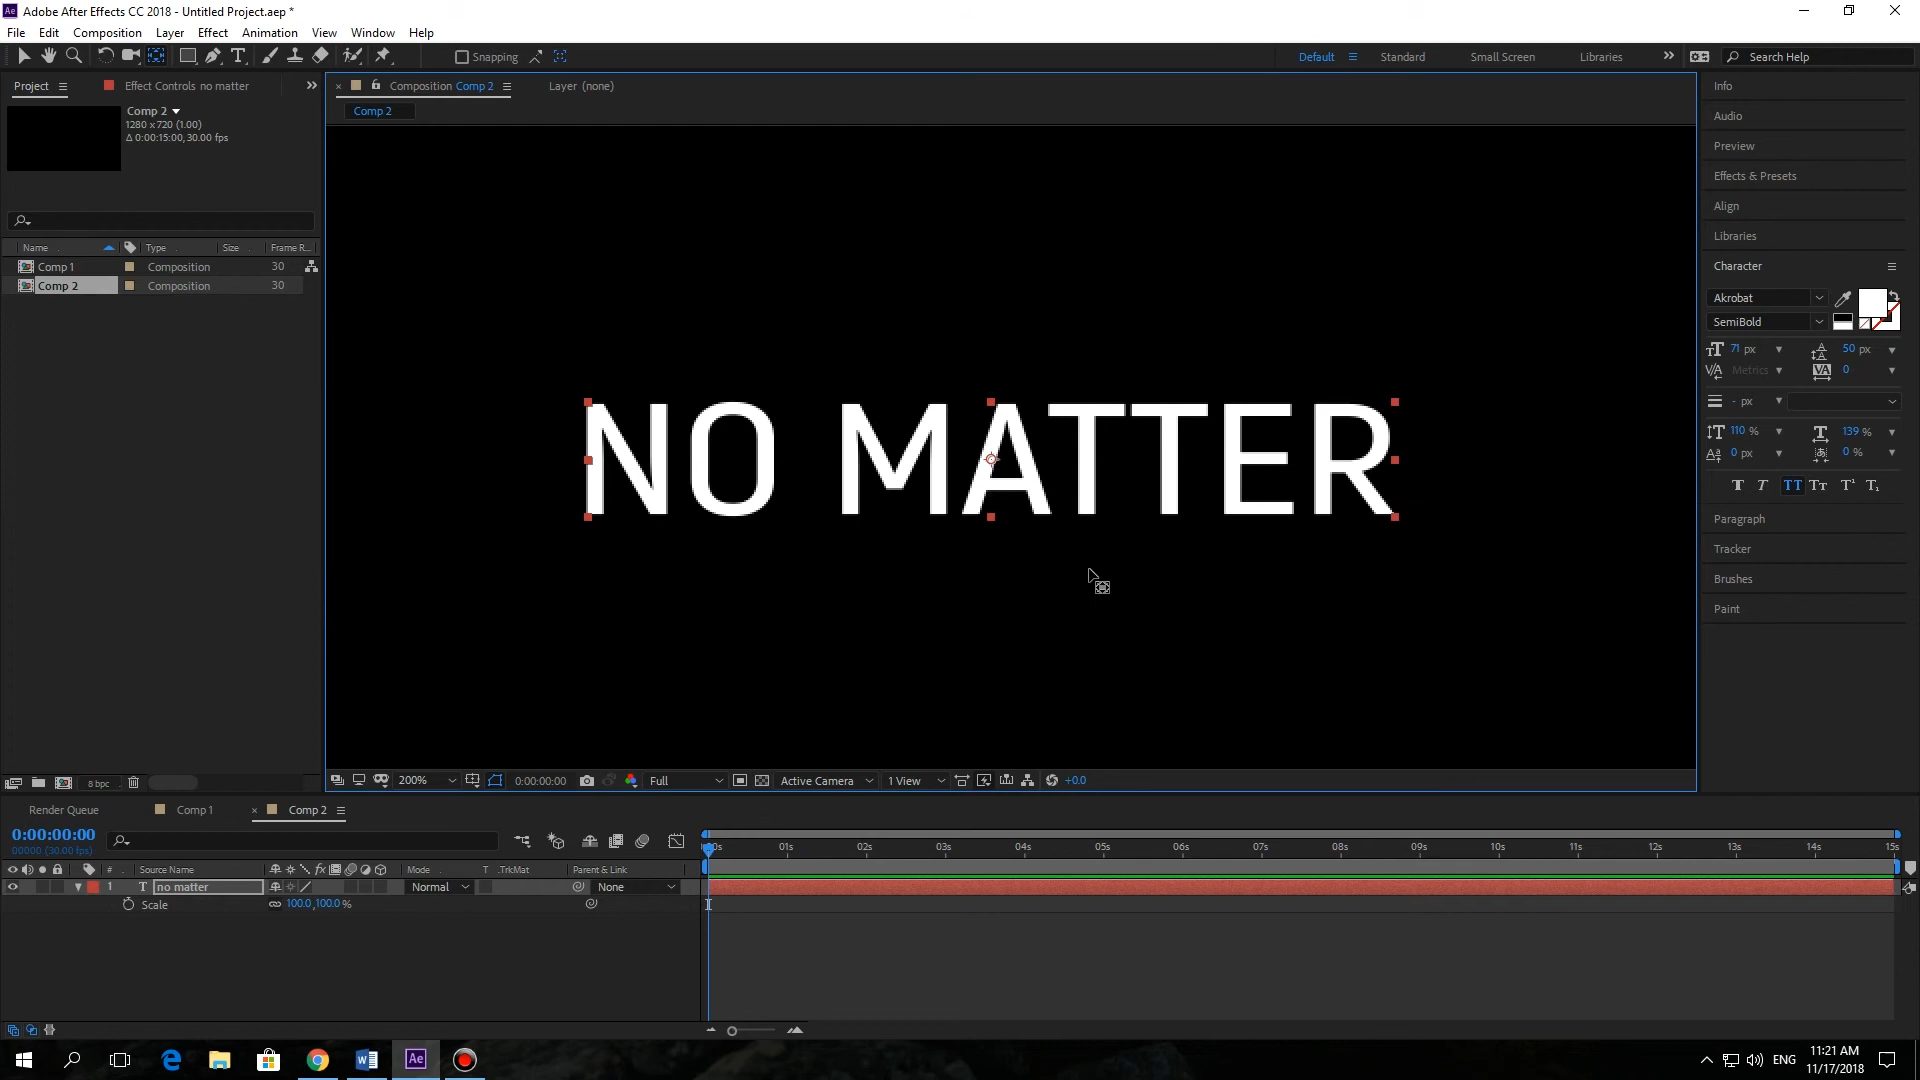 Adobe After Effects CC 2018 - Untitled Project.aep *
File Edit Composition Layer Effect Animation View Window Help
Snapping Default Standard Small Screen Libraries Search Help
Project Effect Controls no matter
Composition Comp 2 Layer (none)
Comp 2
Comp 2
1280 x 720 (1.00)
Δ 0:00:15:00, 30.00 fps
Name Type Size Frame R...
Comp 1 Composition 30
Comp 2 Composition 30
NO MATTER
Info
Audio
Preview
Effects & Presets
Align
Libraries
Character
Akrobat
SemiBold
71 px 50 px
Metrics 0
- px
110 % 139 %
0 px 0 %
Paragraph
Tracker
Brushes
Paint
8 bpc
200% 0:00:00:00 Full Active Camera 1 View +0.0
Render Queue Comp 1 Comp 2
0:00:00:00
00000 (30.00 fps)
01s 02s 03s 04s 05s 06s 07s 08s 09s 10s 11s 12s 13s 14s 15s
# Source Name Mode T .TrkMat Parent & Link
1 T no matter Normal None
Scale 100.0,100.0 %
ENG 11:21 AM
11/17/2018